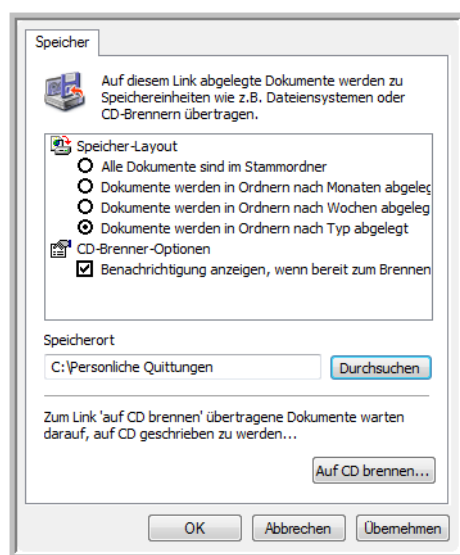 Speicher
Auf diesem Link abgelegte Dokumente werden zu
Speichereinheiten wie z.B. Dateiensystemen oder
CD-Brennern übertragen.
Speicher-Layout
Alle Dokumente sind im Stammordner
Dokumente werden in Ordnern nach Monaten abgeleg
Dokumente werden in Ordnern nach Wochen abgeleg
Dokumente werden in Ordnern nach Typ abgelegt
CD-Brenner-Optionen
Benachrichtigung anzeigen, wenn bereit zum Brennen
Speicherort
C:\Personliche Quittungen
Durchsuchen
Zum Link 'auf CD brennen' übertragene Dokumente warten
darauf, auf CD geschrieben zu werden...
Auf CD brennen...
OK Abbrechen Übernehmen